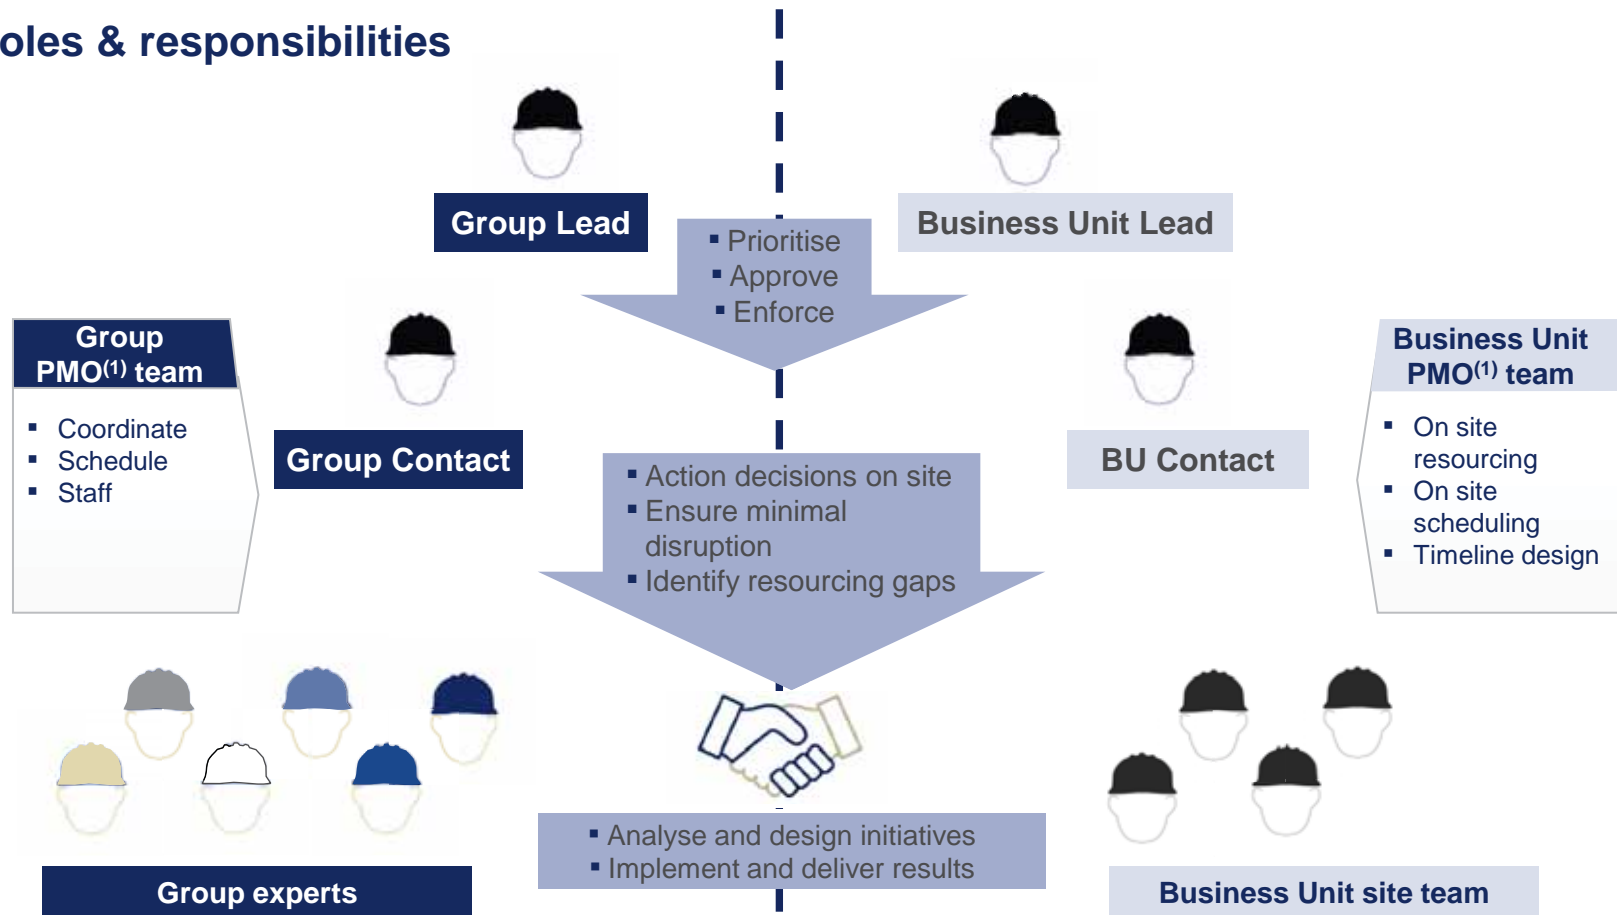 oles & responsibilities
Group Lead
Business Unit Lead
▪ Prioritise
▪ Approve
▪ Enforce
Group
PMO(1) team
▪ Coordinate
▪ Schedule
▪ Staff
Group Contact
BU Contact
Business Unit
PMO(1) team
▪ On site
resourcing
▪ On site
scheduling
▪ Timeline design
▪ Action decisions on site
▪ Ensure minimal
disruption
▪ Identify resourcing gaps
▪ Analyse and design initiatives
▪ Implement and deliver results
Group experts
Business Unit site team